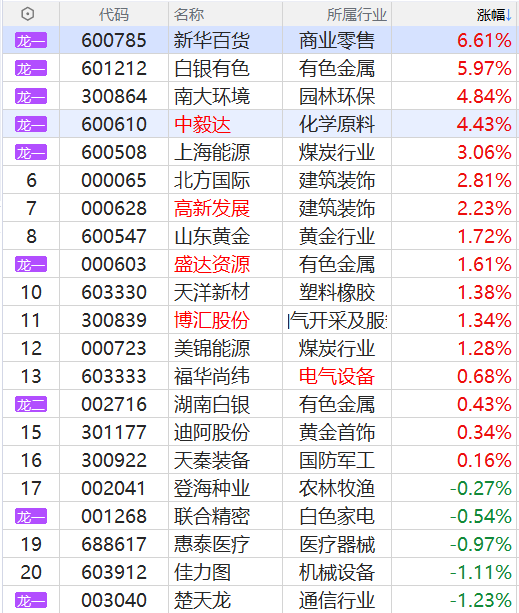 代码 名称 所属行业 涨幅↓
龙一 600785 新华百货 商业零售 6.61%
龙一 601212 白银有色 有色金属 5.97%
龙一 300864 南大环境 园林环保 4.84%
龙一 600610 中毅达 化学原料 4.43%
龙一 600508 上海能源 煤炭行业 3.06%
6 000065 北方国际 建筑装饰 2.81%
7 000628 高新发展 建筑装饰 2.23%
8 600547 山东黄金 黄金行业 1.72%
龙一 000603 盛达资源 有色金属 1.61%
10 603330 天洋新材 塑料橡胶 1.38%
11 300839 博汇股份 气开采及服 1.34%
12 000723 美锦能源 煤炭行业 1.28%
13 603333 福华尚纬 电气设备 0.68%
龙二 002716 湖南白银 有色金属 0.43%
15 301177 迪阿股份 黄金首饰 0.34%
16 300922 天秦装备 国防军工 0.16%
17 002041 登海种业 农林牧渔 -0.27%
龙一 001268 联合精密 白色家电 -0.54%
19 688617 惠泰医疗 医疗器械 -0.97%
20 603912 佳力图 机械设备 -1.11%
龙一 003040 楚天龙 通信行业 -1.23%